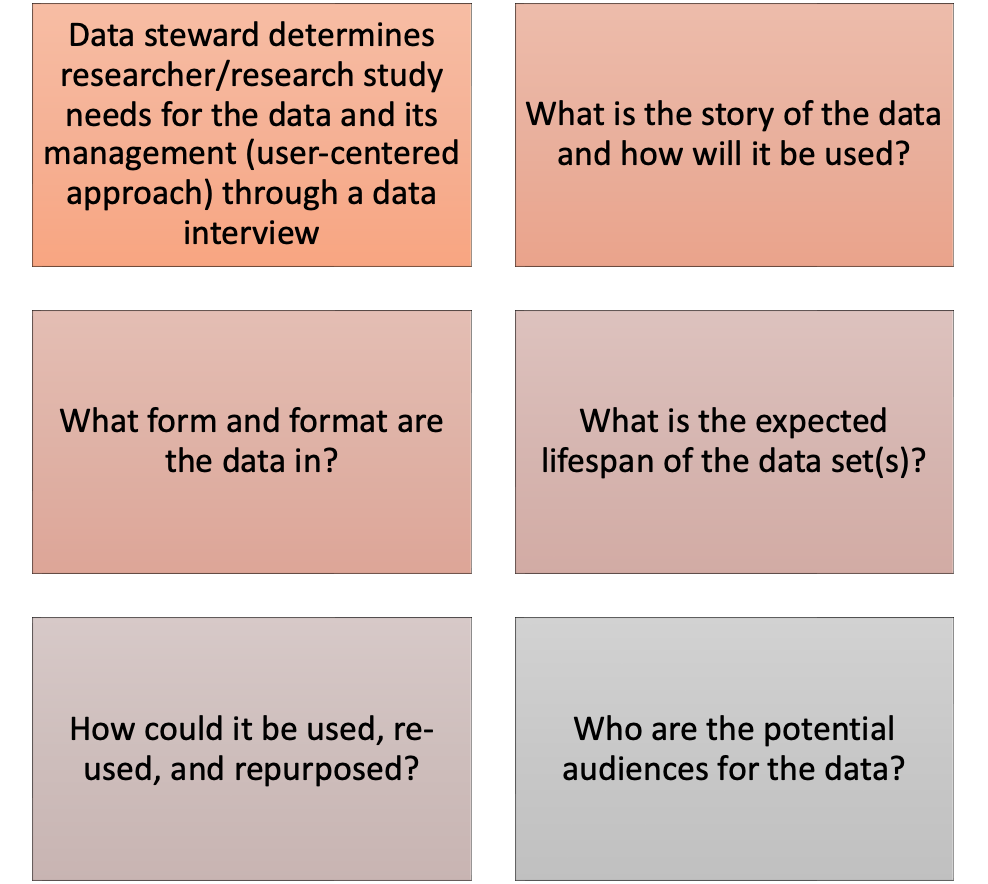 Data steward determines
researcher/research study
needs for the data and its
management (user-centered
approach) through a data
interview
What is the story of the data
and how will it be used?
What form and format are
the data in?
What is the expected
lifespan of the data set(s)?
How could it be used, re-
used, and repurposed?
Who are the potential
audiences for the data?